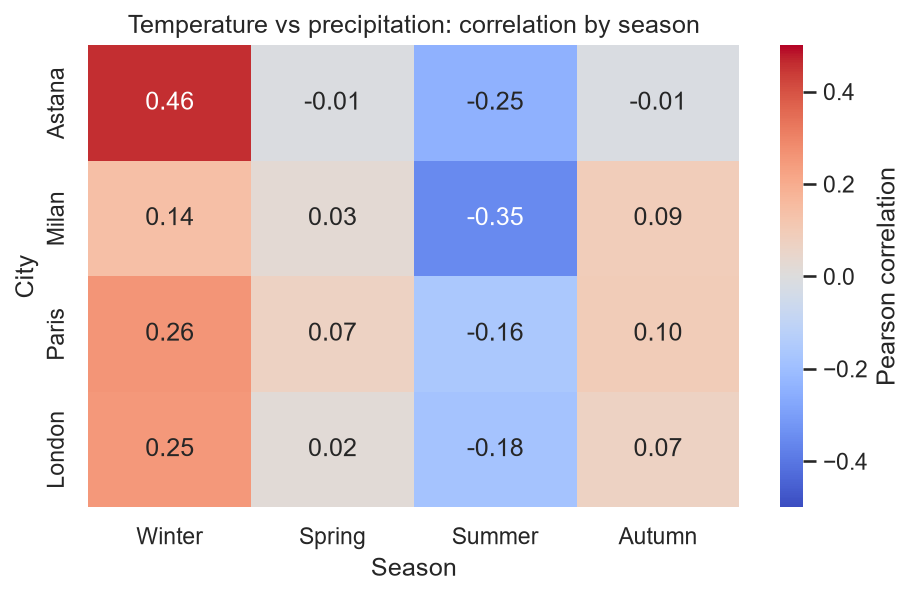 Temperature vs precipitation: correlation by season
City
Astana
0.46 -0.01 -0.25 -0.01
Milan
0.14 0.03 -0.35 0.09
Paris
0.26 0.07 -0.16 0.10
London
0.25 0.02 -0.18 0.07
Winter Spring Summer Autumn
Season
0.4
0.2
0.0
−0.2
−0.4
Pearson correlation